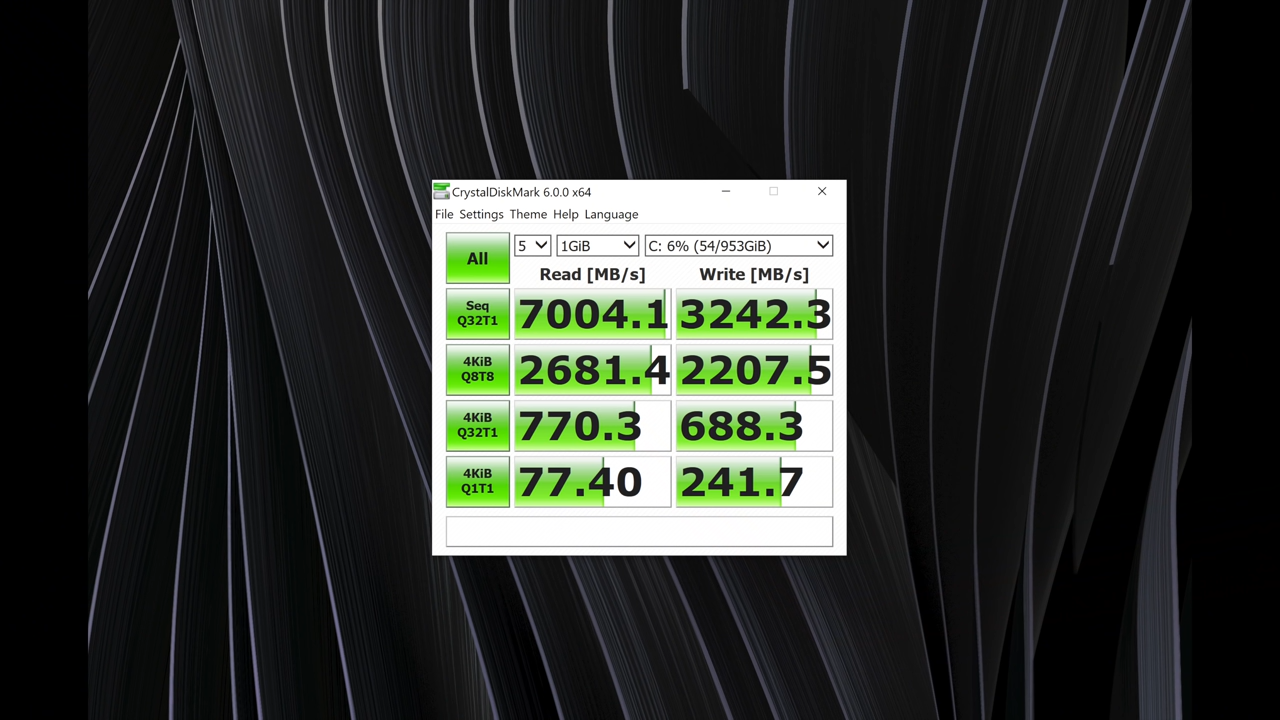 CrystalDiskMark 6.0.0 x64
File Settings Theme Help Language
All 5 1GiB C: 6% (54/953GiB)
Read [MB/s] Write [MB/s]
Seq
Q32T1 7004.1 3242.3
4KiB
Q8T8 2681.4 2207.5
4KiB
Q32T1 770.3 688.3
4KiB
Q1T1 77.40 241.7